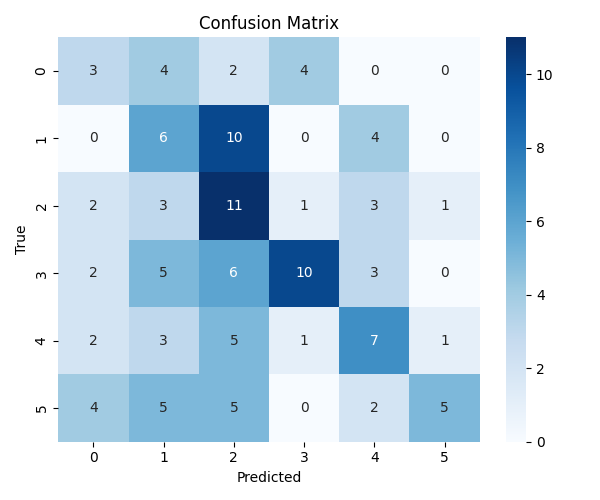 Confusion Matrix
0 3 4 2 4 0 0
1 0 6 10 0 4 0
2 2 3 11 1 3 1
3 2 5 6 10 3 0
4 2 3 5 1 7 1
5 4 5 5 0 2 5
0 1 2 3 4 5
Predicted
True
10
8
6
4
2
0